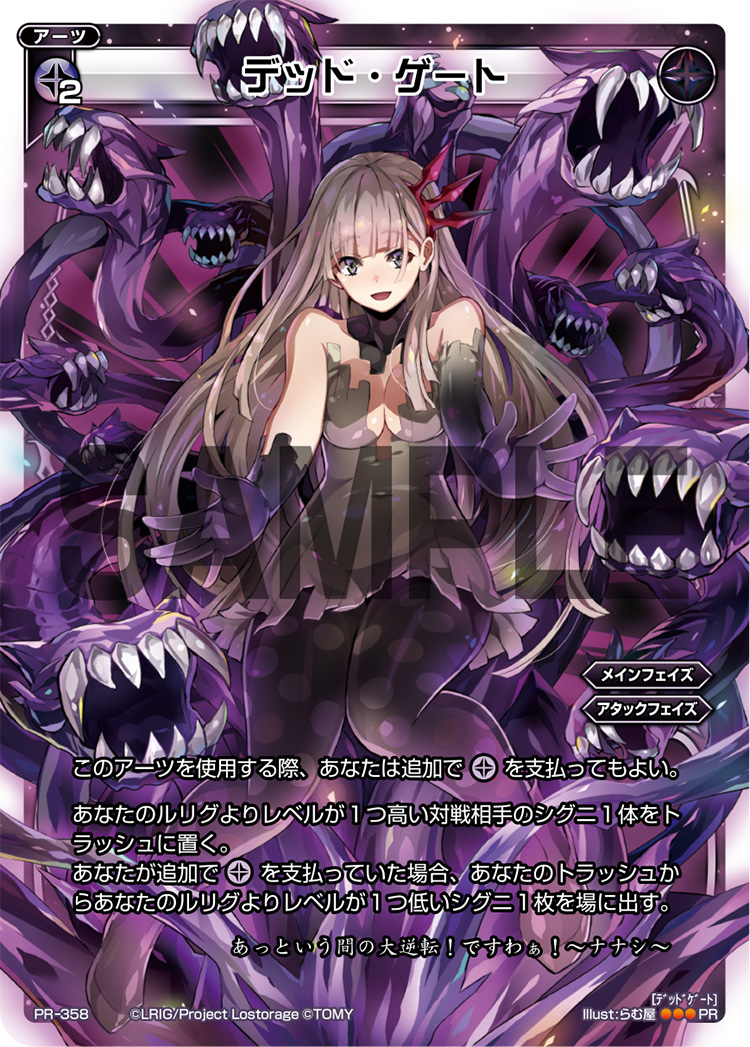 アーツ
2
デッド・ゲート
SAMPLE
メインフェイズ
アタックフェイズ
このアーツを使用する際、あなたは追加で を支払ってもよい。
あなたのルリグよりレベルが1つ高い対戦相手のシグニ1体をト
ラッシュに置く。
あなたが追加で を支払っていた場合、あなたのトラッシュか
らあなたのルリグよりレベルが1つ低いシグニ1枚を場に出す。
あっという間の大逆転！ですわぁ！～ナナシ～
[デッドゲート]
PR-358 ©LRIG/Project Lostorage ©TOMY Illust:らむ屋 PR